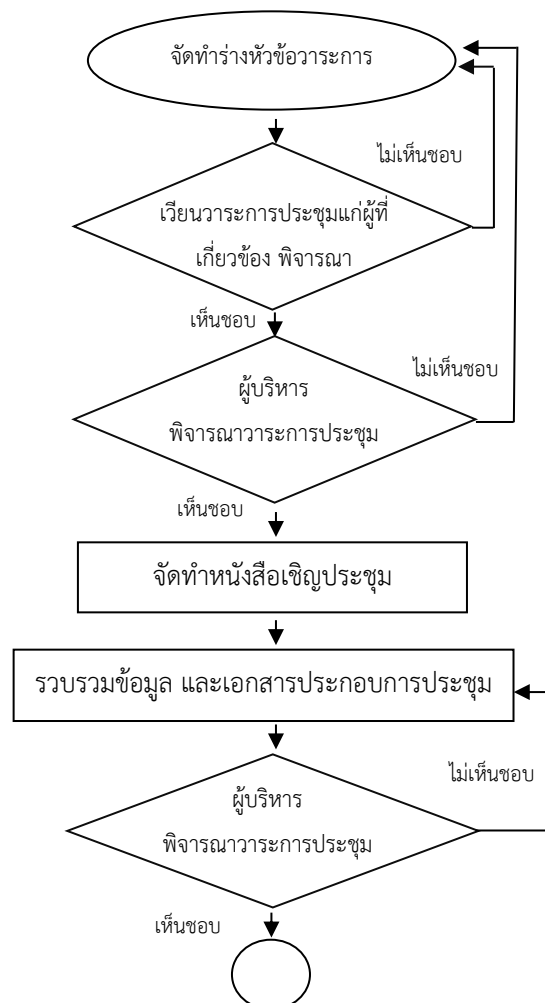 จัดทำร่างหัวข้อวาระการ
ไม่เห็นชอบ
เวียนวาระการประชุมแก่ผู้ที่
เกี่ยวข้อง พิจารณา
เห็นชอบ
ไม่เห็นชอบ
ผู้บริหาร
พิจารณาวาระการประชุม
เห็นชอบ
จัดทำหนังสือเชิญประชุม
รวบรวมข้อมูล และเอกสารประกอบการประชุม
ไม่เห็นชอบ
ผู้บริหาร
พิจารณาวาระการประชุม
เห็นชอบ